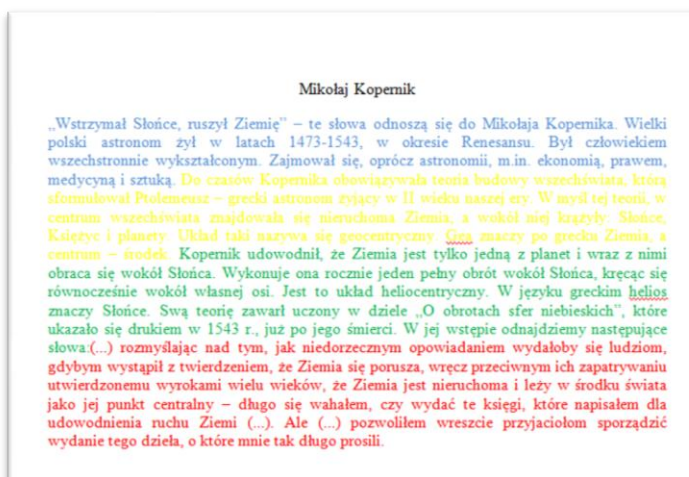 Mikołaj Kopernik
„Wstrzymał Słońce, ruszył Ziemię” – te słowa odnoszą się do Mikołaja Kopernika. Wielki
polski astronom żył w latach 1473-1543, w okresie Renesansu. Był człowiekiem
wszechstronnie wykształconym. Zajmował się, oprócz astronomii, m.in. ekonomią, prawem,
medycyną i sztuką. Do czasów Kopernika obowiązywała teoria budowy wszechświata, którą
sformułował Ptolemeusz – grecki astronom żyjący w II wieku naszej ery. W myśl tej teorii, w
centrum wszechświata znajdowała się nieruchoma Ziemia, a wokół niej krążyły: Słońce,
Księżyc i planety. Układ taki nazywa się geocentryczny. Gea znaczy po grecku Ziemia, a
centrum – środek. Kopernik udowodnił, że Ziemia jest tylko jedną z planet i wraz z nimi
obraca się wokół Słońca. Wykonuje ona rocznie jeden pełny obrót wokół Słońca, kręcąc się
równocześnie wokół własnej osi. Jest to układ heliocentryczny. W języku greckim helios
znaczy Słońce. Swą teorię zawarł uczony w dziele „O obrotach sfer niebieskich”, które
ukazało się drukiem w 1543 r., już po jego śmierci. W jej wstępie odnajdziemy następujące
słowa:(...) rozmyślając nad tym, jak niedorzecznym opowiadaniem wydałoby się ludziom,
gdybym wystąpił z twierdzeniem, że Ziemia się porusza, wręcz przeciwnym ich zapatrywaniu
utwierdzonemu wyrokami wielu wieków, że Ziemia jest nieruchoma i leży w środku świata
jako jej punkt centralny – długo się wahałem, czy wydać te księgi, które napisałem dla
udowodnienia ruchu Ziemi (...). Ale (...) pozwoliłem wreszcie przyjaciołom sporządzić
wydanie tego dzieła, o które mnie tak długo prosili.